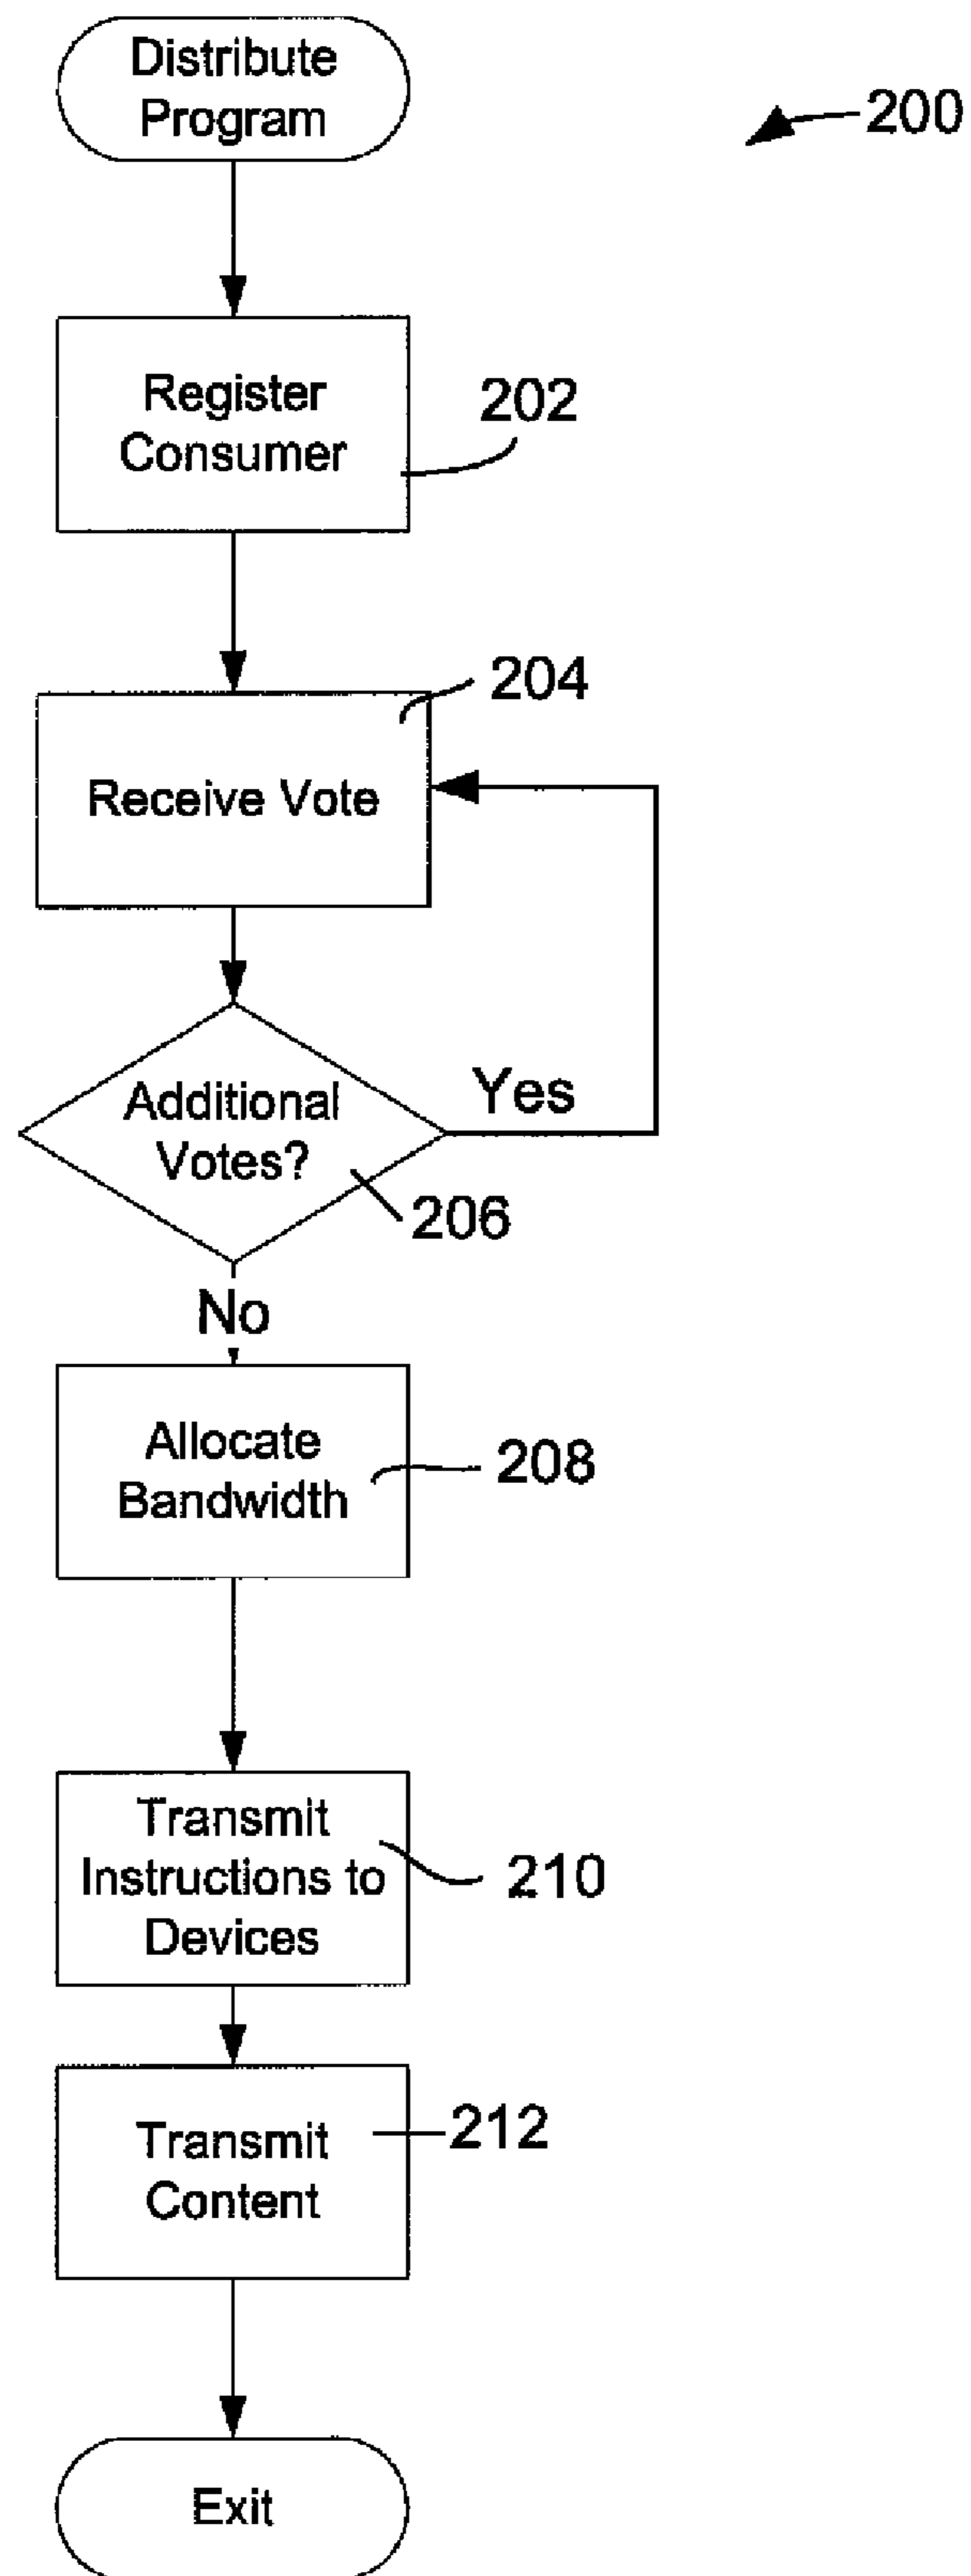 Distribute
Program
200
Register
Consumer
202
204
Receive Vote
Additional
Votes?
Yes
206
No
Allocate
Bandwidth
208
Transmit
Instructions to
Devices
210
Transmit
Content
212
Exit